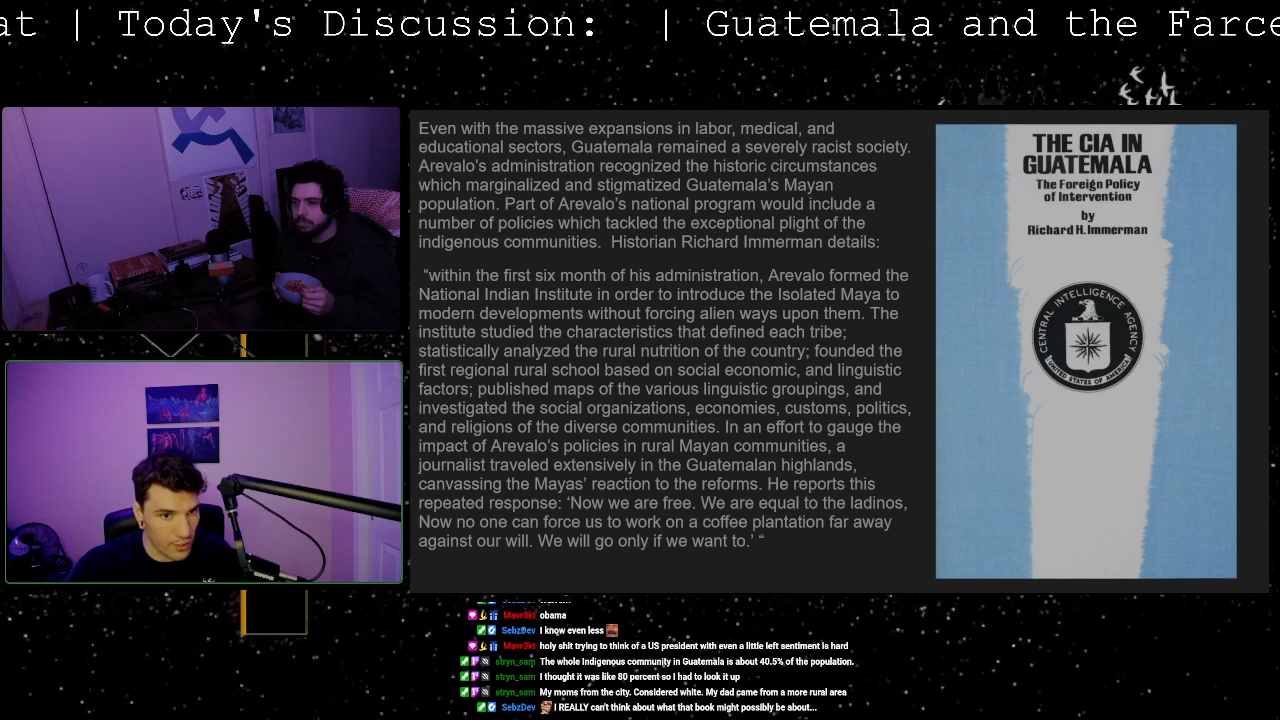 at | Today's Discussion:  | Guatemala and the Farce
Even with the massive expansions in labor, medical, and
educational sectors, Guatemala remained a severely racist society.
Arevalo's administration recognized the historic circumstances
which marginalized and stigmatized Guatemala's Mayan
population. Part of Arevalo's national program would include a
number of policies which tackled the exceptional plight of the
indigenous communities.  Historian Richard Immerman details:
“within the first six month of his administration, Arevalo formed the
National Indian Institute in order to introduce the Isolated Maya to
modern developments without forcing alien ways upon them. The
institute studied the characteristics that defined each tribe;
statistically analyzed the rural nutrition of the country; founded the
first regional rural school based on social economic, and linguistic
factors; published maps of the various linguistic groupings, and
investigated the social organizations, economies, customs, politics,
and religions of the diverse communities. In an effort to gauge the
impact of Arevalo's policies in rural Mayan communities, a
journalist traveled extensively in the Guatemalan highlands,
canvassing the Mayas' reaction to the reforms. He reports this
repeated response: ‘Now we are free. We are equal to the ladinos,
Now no one can force us to work on a coffee plantation far away
against our will. We will go only if we want to.’ “
THE CIA IN
GUATEMALA
The Foreign Policy
of Intervention
by
Richard H. Immerman
CENTRAL INTELLIGENCE AGENCY
UNITED STATES OF AMERICA
Mavr3kt obama
SebzDev I know even less
Mavr3kt holy shit trying to think of a US president with even a little left sentiment is hard
stryn_sam The whole Indigenous community in Guatemala is about 40.5% of the population.
stryn_sam I thought it was like 80 percent so I had to look it up
stryn_sam My moms from the city. Considered white. My dad came from a more rural area
SebzDev I REALLY can't think about what that book might possibly be about...